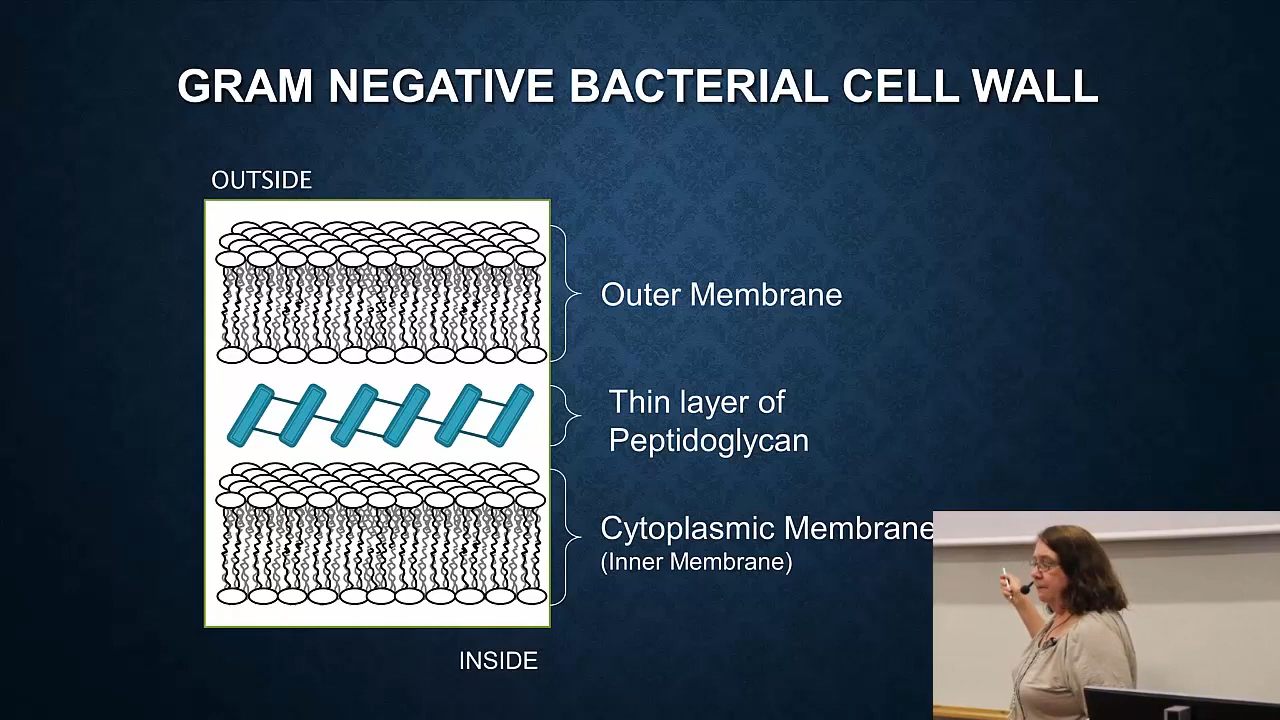 GRAM NEGATIVE BACTERIAL CELL WALL
OUTSIDE
Outer Membrane
Thin layer of
Peptidoglycan
Cytoplasmic Membrane
(Inner Membrane)
INSIDE